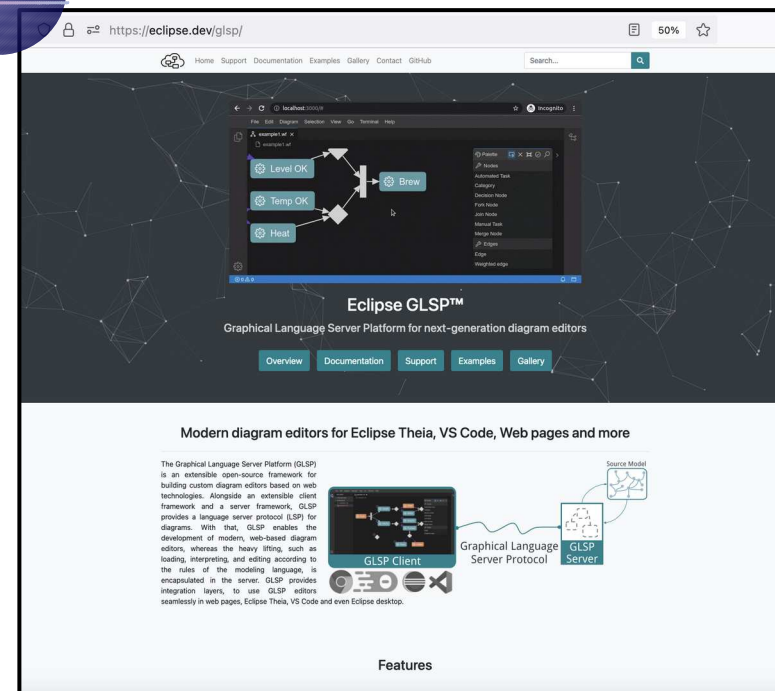 https://eclipse.dev/glsp/
50%
Home Support Documentation Examples Gallery Contact GitHub
Search...
localhost:3000/#
Incognito
File Edit Diagram Selection View Go Terminal Help
example1.wf
example1.wf
Palette
Nodes
Automated Task
Category
Decision Node
Fork Node
Join Node
Manual Task
Merge Node
Edges
Edge
Weighted edge
Level OK
Brew
Temp OK
Heat
Eclipse GLSP™
Graphical Language Server Platform for next-generation diagram editors
Overview Documentation Support Examples Gallery
Modern diagram editors for Eclipse Theia, VS Code, Web pages and more
The Graphical Language Server Platform (GLSP)
is an extensible open-source framework for
building custom diagram editors based on web
technologies. Alongside an extensible client
framework and a server framework, GLSP
provides a language server protocol (LSP) for
diagrams. With that, GLSP enables the
development of modern, web-based diagram
editors, whereas the heavy lifting, such as
loading, interpreting, and editing according to
the rules of the modeling language, is
encapsulated in the server. GLSP provides
integration layers, to use GLSP editors
seamlessly in web pages, Eclipse Theia, VS Code and even Eclipse desktop.
Source Model
GLSP Client
Graphical Language
Server Protocol
GLSP
Server
Features